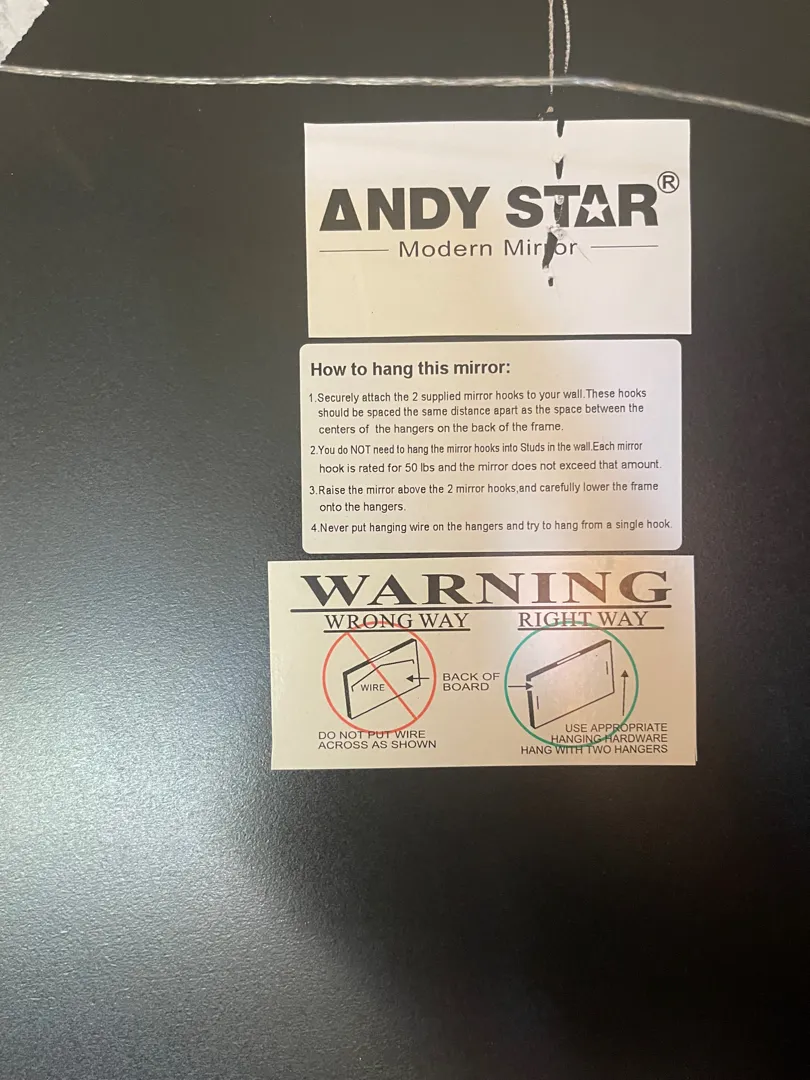 ANDY STAR®
Modern Mirror
How to hang this mirror:
1.Securely attach the 2 supplied mirror hooks to your wall.These hooks
should be spaced the same distance apart as the space between the
centers of the hangers on the back of the frame.
2.You do NOT need to hang the mirror hooks into Studs in the wall.Each mirror
hook is rated for 50 lbs and the mirror does not exceed that amount.
3.Raise the mirror above the 2 mirror hooks,and carefully lower the frame
onto the hangers.
4.Never put hanging wire on the hangers and try to hang from a single hook.
WARNING
WRONG WAY
WIRE
DO NOT PUT WIRE
ACROSS AS SHOWN
BACK OF
BOARD
RIGHT WAY
USE APPROPRIATE
HANGING HARDWARE
HANG WITH TWO HANGERS